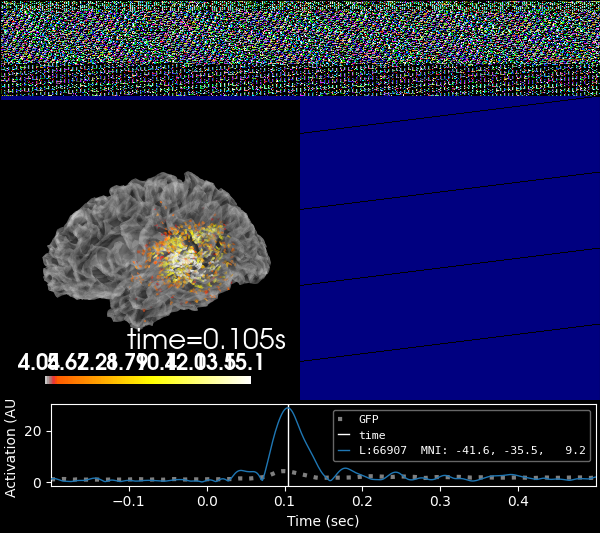 time=0.105s
Activation (AU
20
0
GFP
time
L:66907 MNI: -41.6, -35.5, 9.2
−0.1 0.0 0.1 0.2 0.3 0.4
Time (sec)